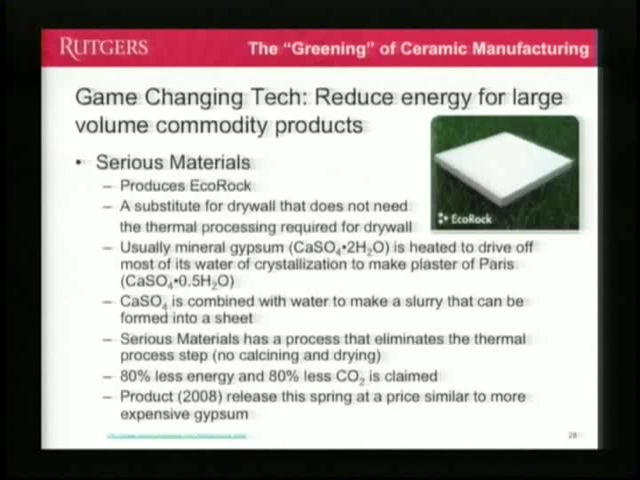 RUTGERS
The “Greening” of Ceramic Manufacturing
Game Changing Tech: Reduce energy for large
volume commodity products
• Serious Materials
– Produces EcoRock
– A substitute for drywall that does not need
the thermal processing required for drywall
EcoRock
– Usually mineral gypsum (CaSO₄•2H₂O) is heated to drive off
most of its water of crystallization to make plaster of Paris
(CaSO₄•0.5H₂O)
– CaSO₄ is combined with water to make a slurry that can be
formed into a sheet
– Serious Materials has a process that eliminates the thermal
process step (no calcining and drying)
– 80% less energy and 80% less CO₂ is claimed
– Product (2008) release this spring at a price similar to more
expensive gypsum
28